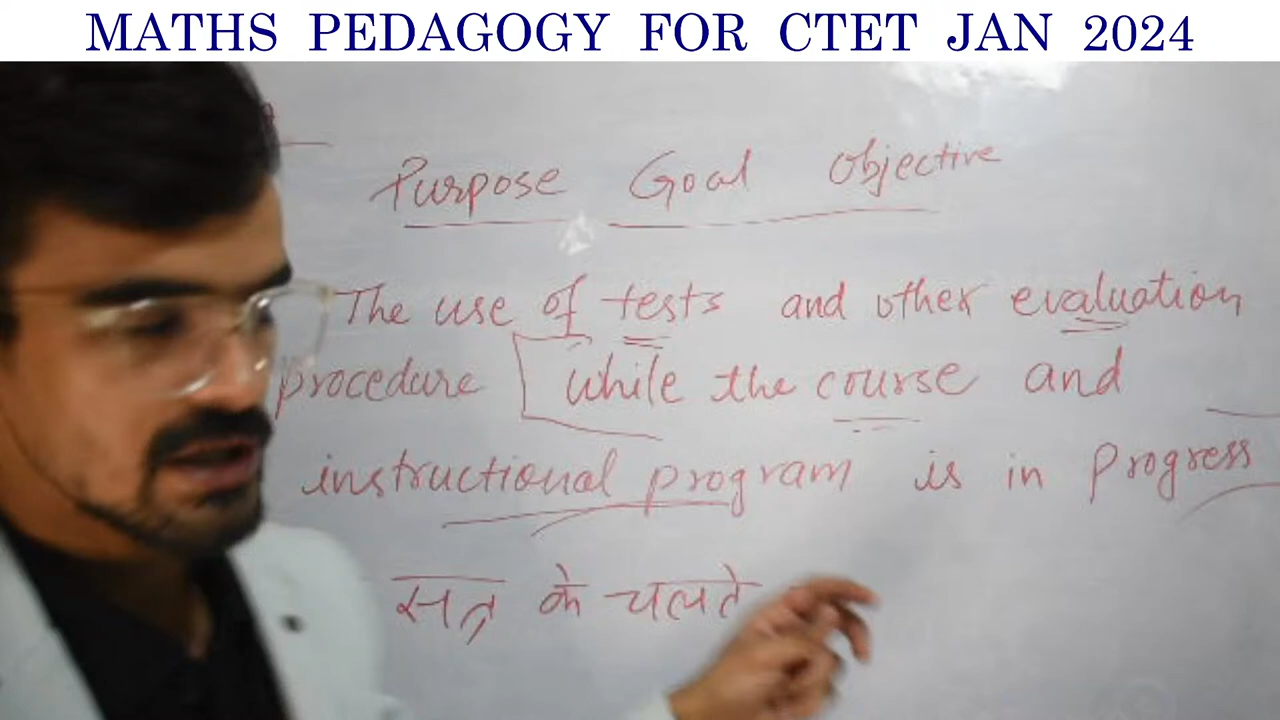 MATHS PEDAGOGY FOR CTET JAN 2024
Purpose Goal Objective
The use of tests and other evaluation
procedure while the course and
instructional program is in Progress
सत्र के चलते